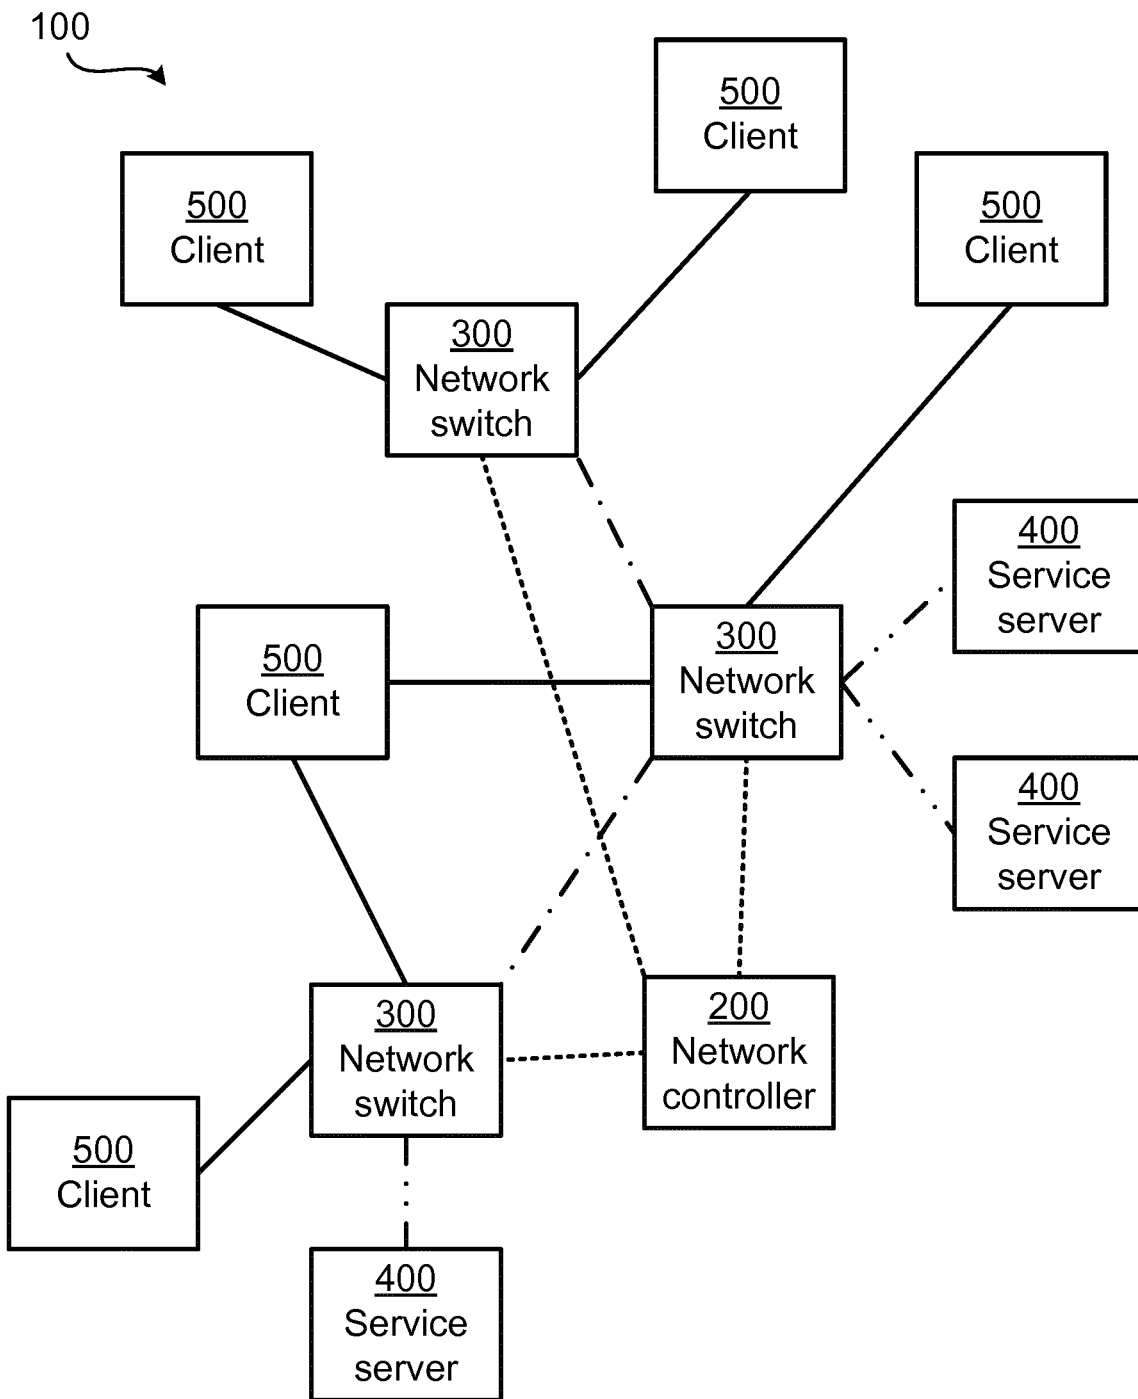 100
500
Client
500
Client
500
Client
300
Network
switch
400
Service
server
500
Client
300
Network
switch
400
Service
server
300
Network
switch
200
Network
controller
500
Client
400
Service
server